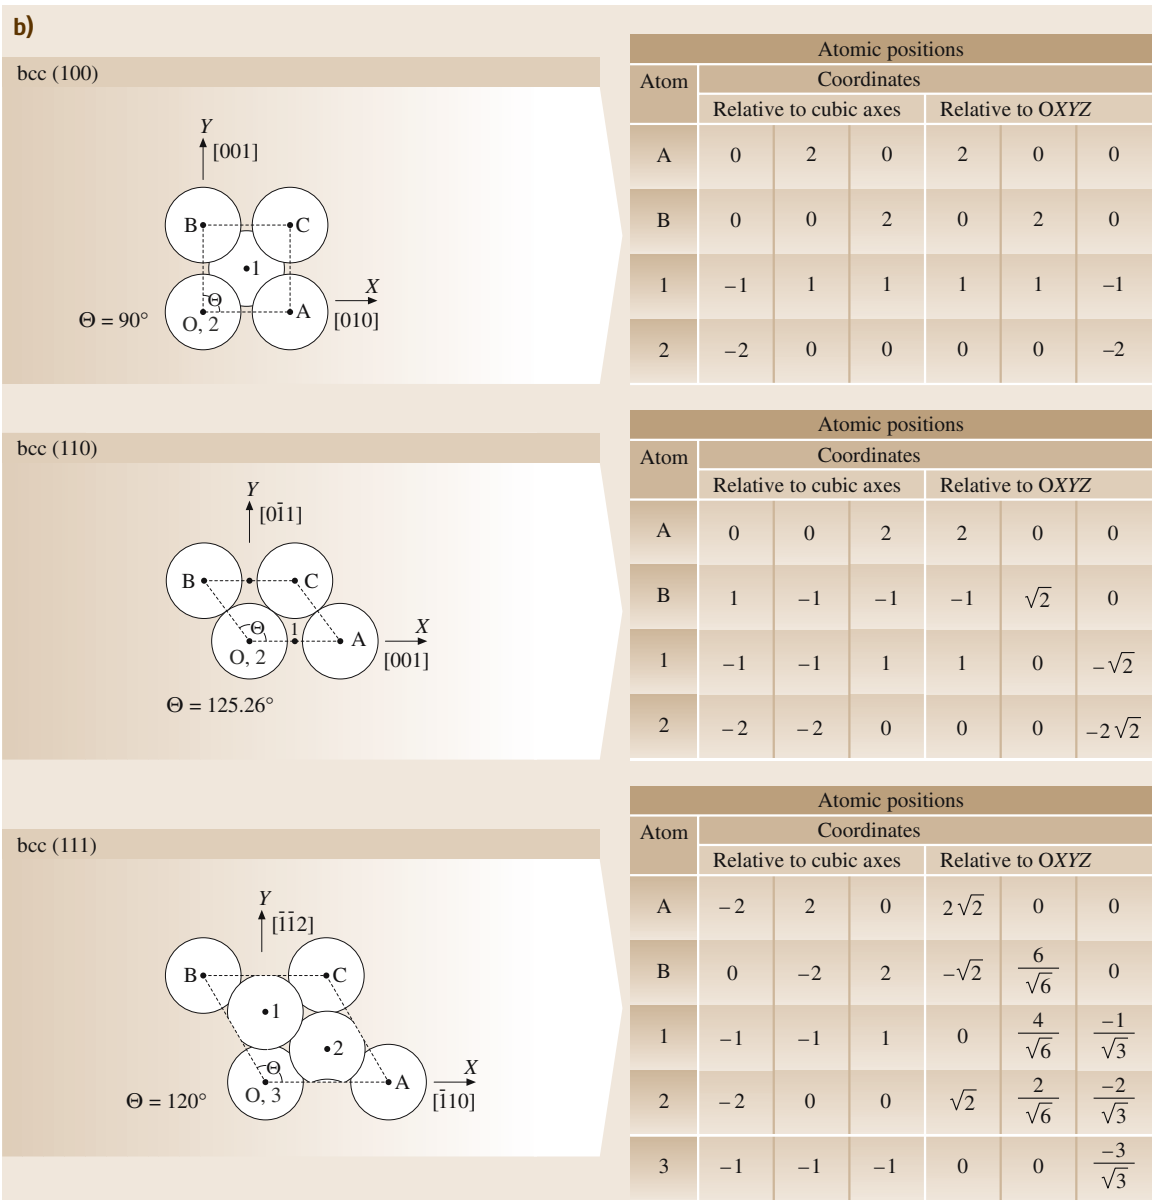 b)
bcc (100)
Y
[001]
B
C
1
Θ
X
O, 2
A
[010]
Θ = 90°
Atomic positions
Atom
Coordinates
Relative to cubic axes
Relative to OXYZ
A 0 2 0 2 0 0
B 0 0 2 0 2 0
1 −1 1 1 1 1 −1
2 −2 0 0 0 0 −2
bcc (110)
Y
[01̄1]
B
C
Θ
1
X
O, 2
A
[001]
Θ = 125.26°
Atomic positions
Atom
Coordinates
Relative to cubic axes
Relative to OXYZ
A 0 0 2 2 0 0
B 1 −1 −1 −1 √2 0
1 −1 −1 1 1 0 −√2
2 −2 −2 0 0 0 −2√2
bcc (111)
Y
[1̄1̄2]
B
C
1
2
Θ
X
O, 3
A
[1̄10]
Θ = 120°
Atomic positions
Atom
Coordinates
Relative to cubic axes
Relative to OXYZ
A −2 2 0 2√2 0 0
B 0 −2 2 −√2 6/√6 0
1 −1 −1 1 0 4/√6 −1/√3
2 −2 0 0 √2 2/√6 −2/√3
3 −1 −1 −1 0 0 −3/√3